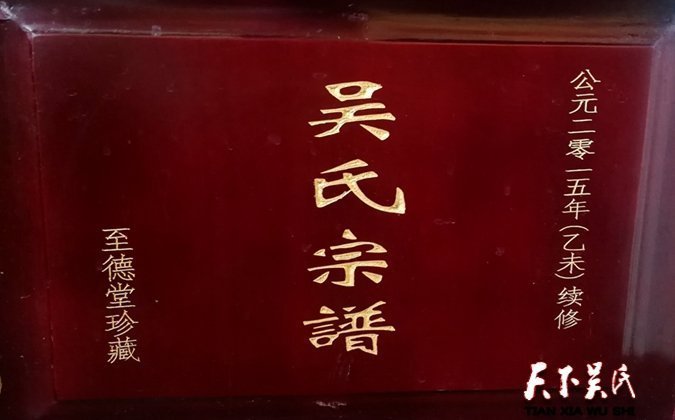 公元二零一五年(乙未)续修
吴氏宗譜
至德堂珍藏
天下吴氏
TIAN XIA WU SHI